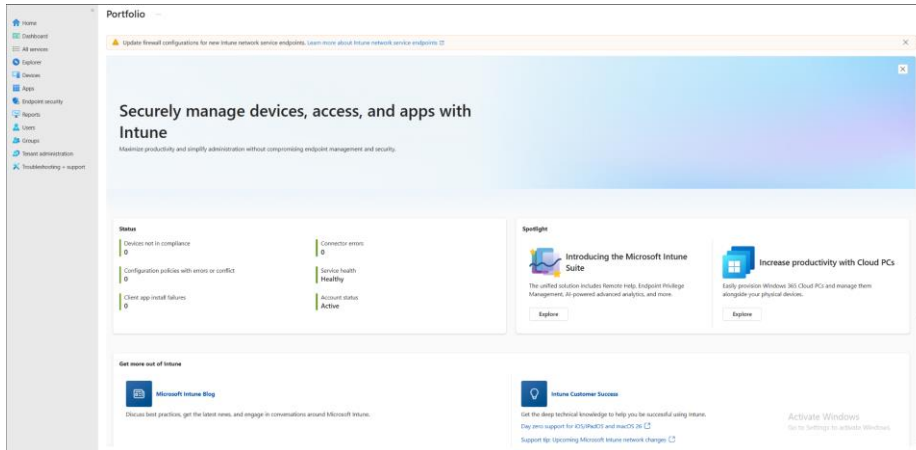 Home
Dashboard
All services
Explorer
Devices
Apps
Endpoint security
Reports
Users
Groups
Tenant administration
Troubleshooting + support
Portfolio
Update firewall configurations for new Intune network service endpoints. Learn more about Intune network service endpoints
Securely manage devices, access, and apps with
Intune
Maximize productivity and simplify administration without compromising endpoint management and security.
Status
Devices not in compliance
0
Configuration policies with errors or conflict
0
Client app install failures
0
Connector errors
0
Service health
Healthy
Account status
Active
Spotlight
Introducing the Microsoft Intune
Suite
The unified solution includes Remote Help, Endpoint Privilege
Management, AI-powered advanced analytics, and more.
Explore
Increase productivity with Cloud PCs
Easily provision Windows 365 Cloud PCs and manage them
alongside your physical devices.
Explore
Get more out of Intune
Microsoft Intune Blog
Discuss best practices, get the latest news, and engage in conversations around Microsoft Intune.
Intune Customer Success
Get the deep technical knowledge to help you be successful using Intune.
Day zero support for iOS/iPadOS and macOS 26
Support tip: Upcoming Microsoft Intune network changes
Activate Windows
Go to Settings to activate Windows.